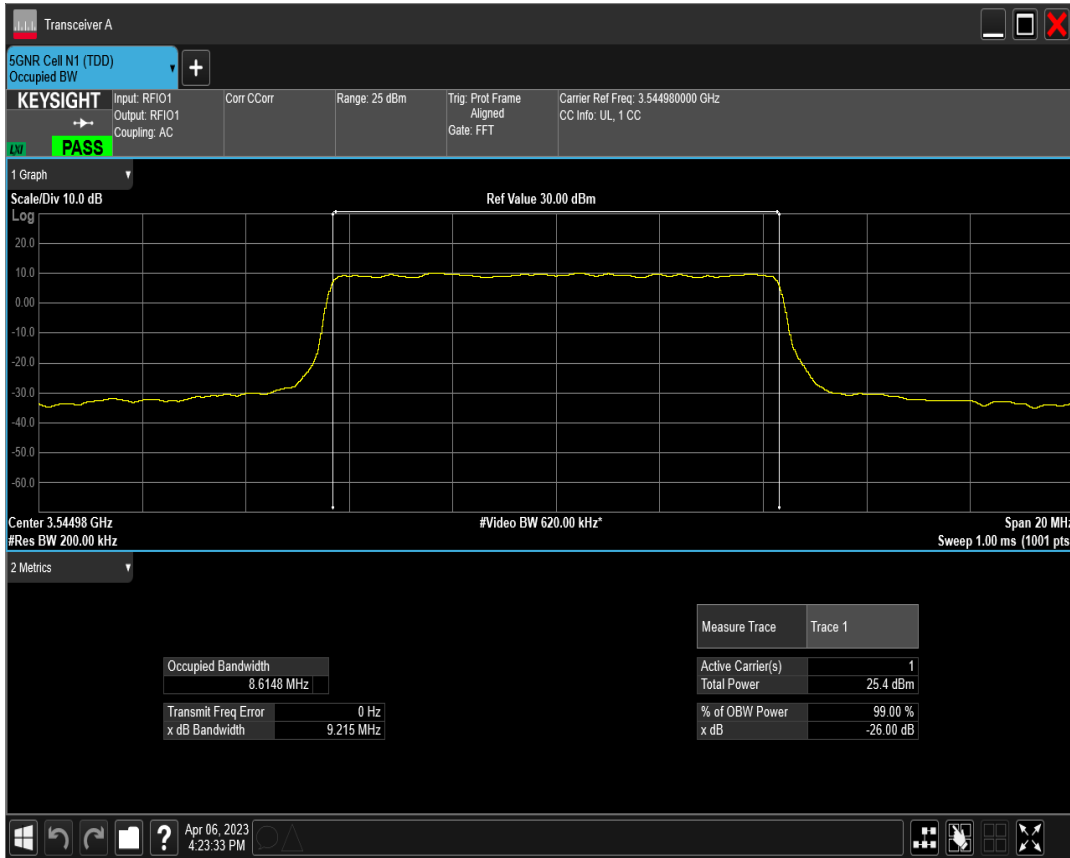 Transceiver A
5GNR Cell N1 (TDD)
Occupied BW
+
KEYSIGHT
LXI
PASS
Input: RFIO1
Output: RFIO1
Coupling: AC
Corr CCorr
Range: 25 dBm
Trig: Prot Frame
Aligned
Gate: FFT
Carrier Ref Freq: 3.544980000 GHz
CC Info: UL, 1 CC
1 Graph
Scale/Div 10.0 dB
Ref Value 30.00 dBm
Log
20.0
10.0
0.00
-10.0
-20.0
-30.0
-40.0
-50.0
-60.0
Center 3.54498 GHz
#Video BW 620.00 kHz*
Span 20 MHz
#Res BW 200.00 kHz
Sweep 1.00 ms (1001 pts
2 Metrics
Measure Trace Trace 1
Occupied Bandwidth
8.6148 MHz
Active Carrier(s) 1
Total Power 25.4 dBm
Transmit Freq Error 0 Hz
x dB Bandwidth 9.215 MHz
% of OBW Power 99.00 %
x dB -26.00 dB
?
Apr 06, 2023
4:23:33 PM